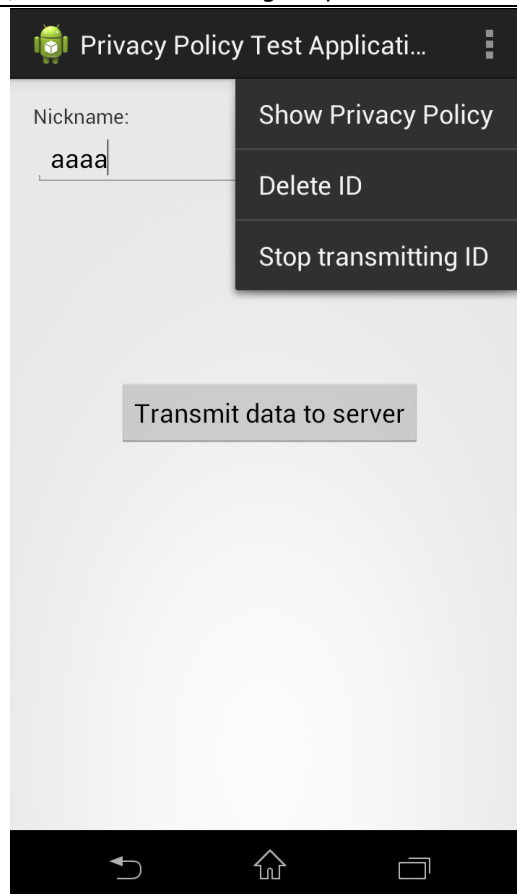 Privacy Policy Test Applicati...
Show Privacy Policy
Delete ID
Stop transmitting ID
Nickname:
aaaa
Transmit data to server